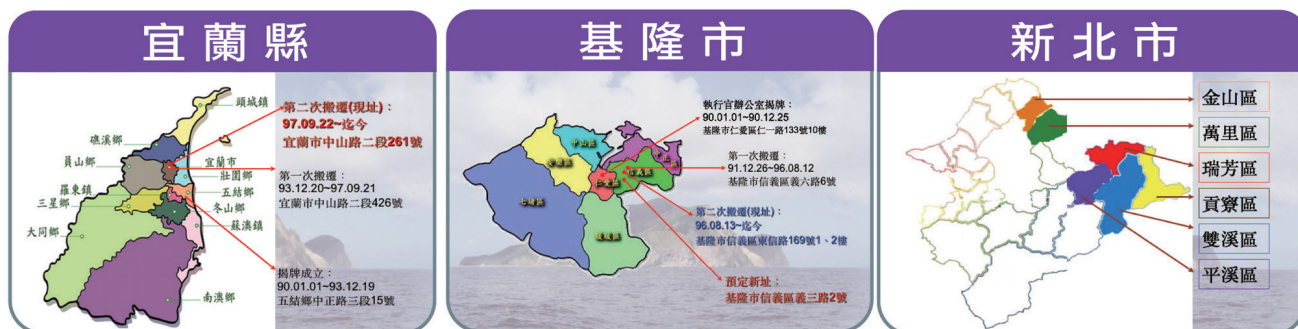 宜蘭縣
頭城鎮
礁溪鄉
員山鄉
宜蘭市
壯圍鄉
羅東鎮
五結鄉
三星鄉
冬山鄉
大同鄉
蘇澳鎮
南澳鄉
第二次搬遷(現址)：
97.09.22~迄今
宜蘭市中山路二段261號
第一次搬遷：
93.12.20~97.09.21
宜蘭市中山路二段426號
揭牌成立：
90.01.01~93.12.19
五結鄉中正路三段15號
基隆市
中山區
安樂區
中正區
仁愛區
信義區
七堵區
暖暖區
執行官辦公室揭牌：
90.01.01~90.12.25
基隆市仁愛區仁一路133號10樓
第一次搬遷：
91.12.26~96.08.12
基隆市信義區義六路6號
第二次搬遷(現址)：
96.08.13~迄今
基隆市信義區東信路169號1、2樓
預定新址：
基隆市信義區義三路2號
新北市
金山區
萬里區
瑞芳區
貢寮區
雙溪區
平溪區